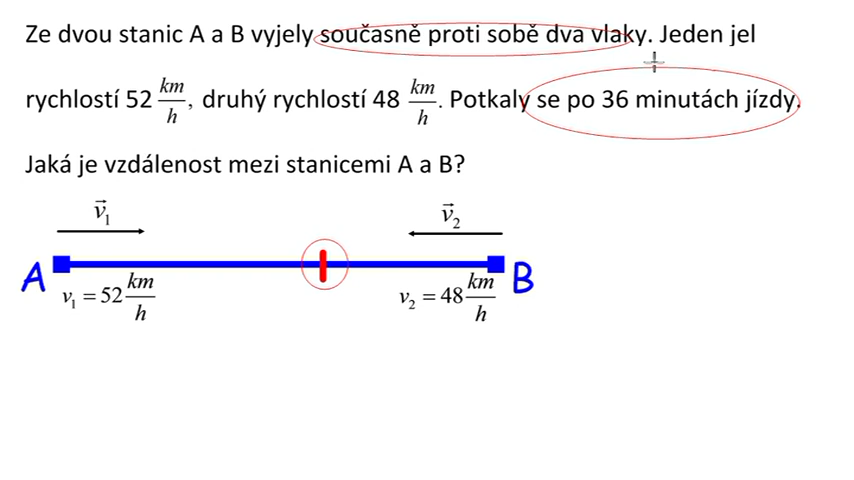 Ze dvou stanic A a B vyjely současně proti sobě dva vlaky. Jeden jel
rychlostí 52 km/h, druhý rychlostí 48 km/h. Potkaly se po 36 minutách jízdy.
Jaká je vzdálenost mezi stanicemi A a B?
v⃗₁ v⃗₂
A B
v₁ = 52 km/h v₂ = 48 km/h